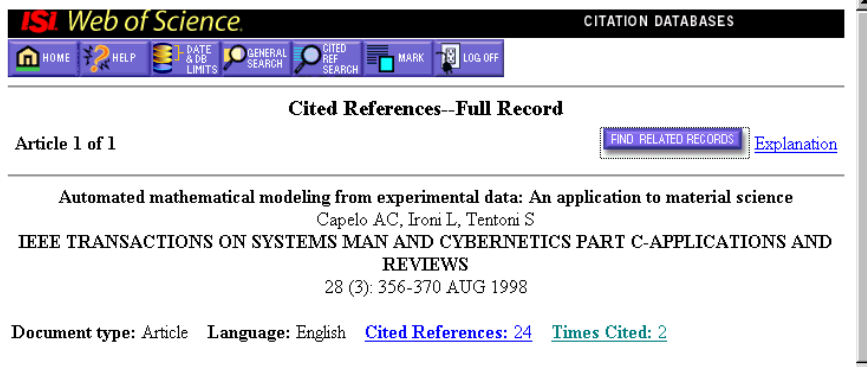 ISI Web of Science. CITATION DATABASES
HOME HELP DATE & DB LIMITS GENERAL SEARCH CITED REF SEARCH MARK LOG OFF
Cited References--Full Record
Article 1 of 1 FIND RELATED RECORDS Explanation
Automated mathematical modeling from experimental data: An application to material science
Capelo AC, Ironi L, Tentoni S
IEEE TRANSACTIONS ON SYSTEMS MAN AND CYBERNETICS PART C-APPLICATIONS AND
REVIEWS
28 (3): 356-370 AUG 1998
Document type: Article Language: English Cited References: 24 Times Cited: 2